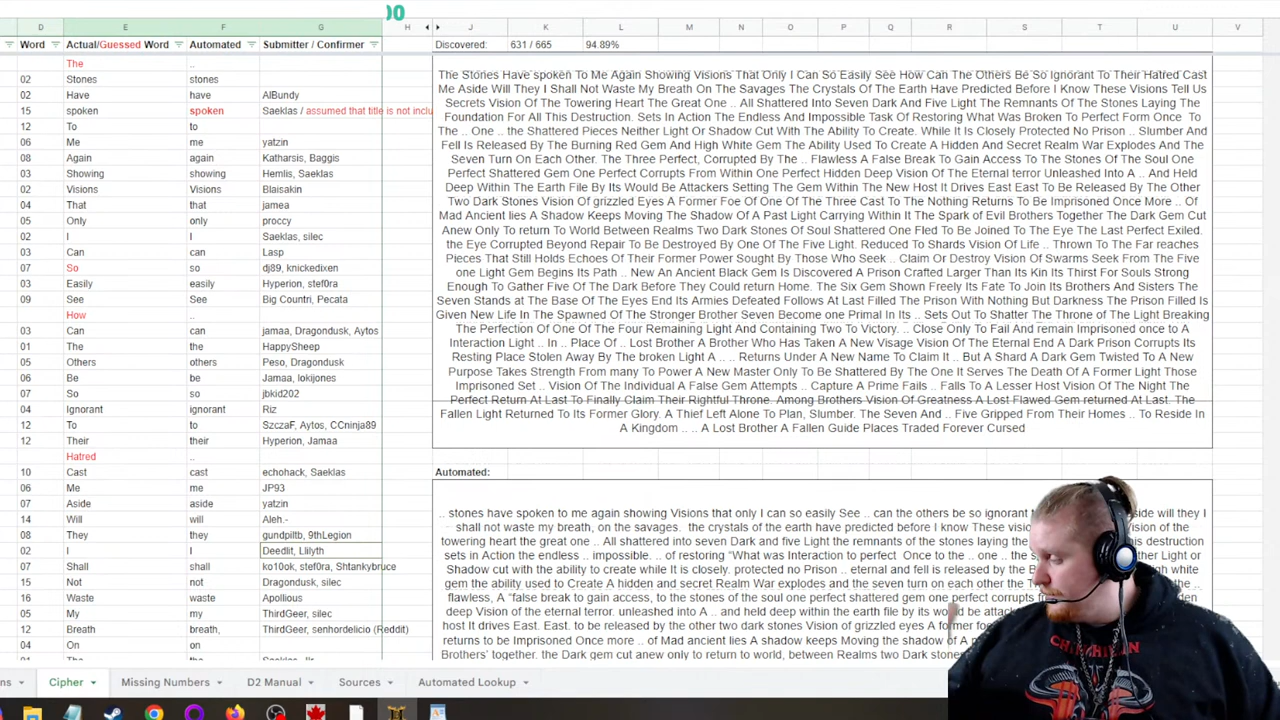 00
D E F G H J K L M N O P Q R S T U V
Word Actual/Guessed Word Automated Submitter / Confirmer Discovered: 631 / 665 94.89%
The ..
02 Stones stones
02 Have have AlBundy
15 spoken spoken Saeklas / assumed that title is not inclu
12 To to
06 Me me yatzin
08 Again again Katharsis, Baggis
03 Showing showing Hemlis, Saeklas
02 Visions Visions Blaisakin
04 That that jamea
05 Only only proccy
02 I I Saeklas, silec
03 Can can Lasp
07 So so dj89, knickedixen
03 Easily easily Hyperion, stef0ra
09 See See Big Countri, Pecata
How ..
03 Can can jamaa, Dragondusk, Aytos
01 The the HappySheep
05 Others others Peso, Dragondusk
06 Be be Jamaa, lokijones
07 So so jbkid202
04 Ignorant ignorant Riz
12 To to SzczaF, Aytos, CCninja89
12 Their their Hyperion, Jamaa
Hatred ..
10 Cast cast echohack, Saeklas
06 Me me JP93
07 Aside aside yatzin
14 Will will Aleh.-
08 They they gundpiltb, 9thLegion
02 I I Deedlit, Llilyth
07 Shall shall ko10ok, stef0ra, Shtankybruce
15 Not not Dragondusk, silec
16 Waste waste Apollious
05 My my ThirdGeer, silec
12 Breath breath, ThirdGeer, senhordelicio (Reddit)
04 On on
01 The the Saeklas, llr
The Stones Have spoken To Me Again Showing Visions That Only I Can So Easily See How Can The Others Be So Ignorant To Their Hatred Cast
Me Aside Will They I Shall Not Waste My Breath On The Savages The Crystals Of The Earth Have Predicted Before I Know These Visions Tell Us
Secrets Vision Of The Towering Heart The Great One .. All Shattered Into Seven Dark And Five Light The Remnants Of The Stones Laying The
Foundation For All This Destruction. Sets In Action The Endless And Impossible Task Of Restoring What Was Broken To Perfect Form Once To
The .. One .. the Shattered Pieces Neither Light Or Shadow Cut With The Ability To Create. While It Is Closely Protected No Prison .. Slumber And
Fell Is Released By The Burning Red Gem And High White Gem The Ability Used To Create A Hidden And Secret Realm War Explodes And The
Seven Turn On Each Other. The Three Perfect, Corrupted By The .. Flawless A False Break To Gain Access To The Stones Of The Soul One
Perfect Shattered Gem One Perfect Corrupts From Within One Perfect Hidden Deep Vision Of The Eternal terror Unleashed Into A .. And Held
Deep Within The Earth File By Its Would Be Attackers Setting The Gem Within The New Host It Drives East East To Be Released By The Other
Two Dark Stones Vision Of grizzled Eyes A Former Foe Of One Of The Three Cast To The Nothing Returns To Be Imprisoned Once More .. Of
Mad Ancient lies A Shadow Keeps Moving The Shadow Of A Past Light Carrying Within It The Spark of Evil Brothers Together The Dark Gem Cut
Anew Only To return To World Between Realms Two Dark Stones Of Soul Shattered One Fled To Be Joined To The Eye The Last Perfect Exiled.
the Eye Corrupted Beyond Repair To Be Destroyed By One Of The Five Light. Reduced To Shards Vision Of Life .. Thrown To The Far reaches
Pieces That Still Holds Echoes Of Their Former Power Sought By Those Who Seek .. Claim Or Destroy Vision Of Swarms Seek From The Five
one Light Gem Begins Its Path .. New An Ancient Black Gem Is Discovered A Prison Crafted Larger Than Its Kin Its Thirst For Souls Strong
Enough To Gather Five Of The Dark Before They Could return Home. The Six Gem Shown Freely Its Fate To Join Its Brothers And Sisters The
Seven Stands at The Base Of The Eyes End Its Armies Defeated Follows At Last Filled The Prison With Nothing But Darkness The Prison Filled Is
Given New Life In The Spawned Of The Stronger Brother Seven Become one Primal In Its .. Sets Out To Shatter The Throne of The Light Breaking
The Perfection Of One Of The Four Remaining Light And Containing Two To Victory. .. Close Only To Fail And remain Imprisoned once to A
Interaction Light .. In .. Place Of .. Lost Brother A Brother Who Has Taken A New Visage Vision Of The Eternal End A Dark Prison Corrupts Its
Resting Place Stolen Away By The broken Light A .. .. Returns Under A New Name To Claim It .. But A Shard A Dark Gem Twisted To A New
Purpose Takes Strength From many To Power A New Master Only To Be Shattered By The One It Serves The Death Of A Former Light Those
Imprisoned Set .. Vision Of The Individual A False Gem Attempts .. Capture A Prime Fails .. Falls To A Lesser Host Vision Of The Night The
Perfect Return At Last To Finally Claim Their Rightful Throne. Among Brothers Vision Of Greatness A Lost Flawed Gem returned At Last. The
Fallen Light Returned To Its Former Glory. A Thief Left Alone To Plan, Slumber. The Seven And .. Five Gripped From Their Homes .. To Reside In
A Kingdom .. .. A Lost Brother A Fallen Guide Places Traded Forever Cursed
Automated:
.. stones have spoken to me again showing Visions that only I can so easily See .. can the others be so ignorant
shall not waste my breath, on the savages. the crystals of the earth have predicted before I know These
towering heart the great one .. All shattered into seven Dark and five Light the remnants of the stones laying the
sets in Action the endless .. impossible. .. of restoring "What was Interaction to perfect Once to the .. one .. the
Shadow cut with the ability to create while It is closely. protected no Prison .. eternal and fell is released by the
gem the ability used to Create A hidden and secret Realm War explodes and the seven turn on each other the
flawless, A "false break to gain access, to the stones of the soul one perfect shattered gem one perfect corrupts
deep Vision of the eternal terror. unleashed into a .. and held deep within the earth file by its would be
host It drives East. East. to be released by the other two dark stones Vision of grizzled eyes A former
returns to be Imprisoned Once more .. of Mad ancient lies A shadow keeps Moving the shadow of A
Brothers' together. the Dark gem cut anew only to return to world, between Realms two Dark
CHTHILIAN
Cipher Missing Numbers D2 Manual Sources Automated Lookup